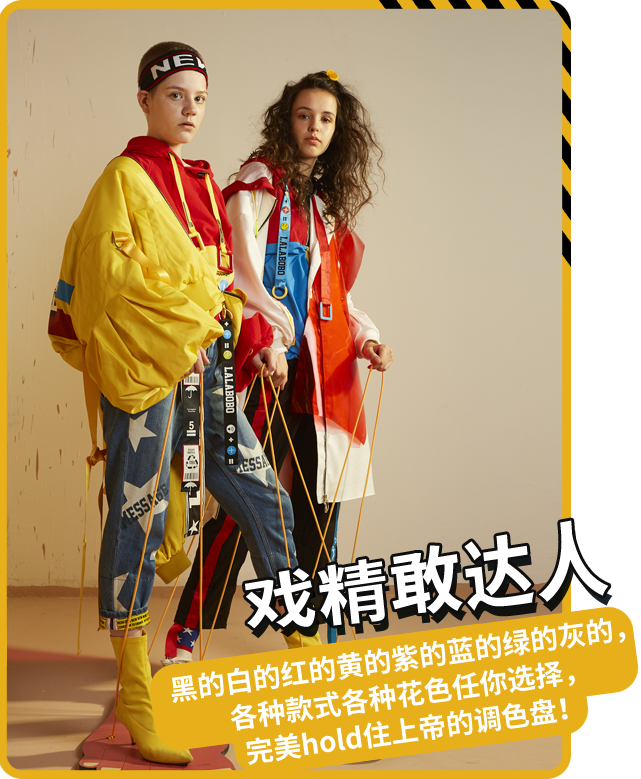 NEW
LALABOBO
LALABOBO
5
MESSAGE
MESSAGE
戏精敢达人
黑的白的红的黄的紫的蓝的绿的灰的，
各种款式各种花色任你选择，
完美hold住上帝的调色盘！